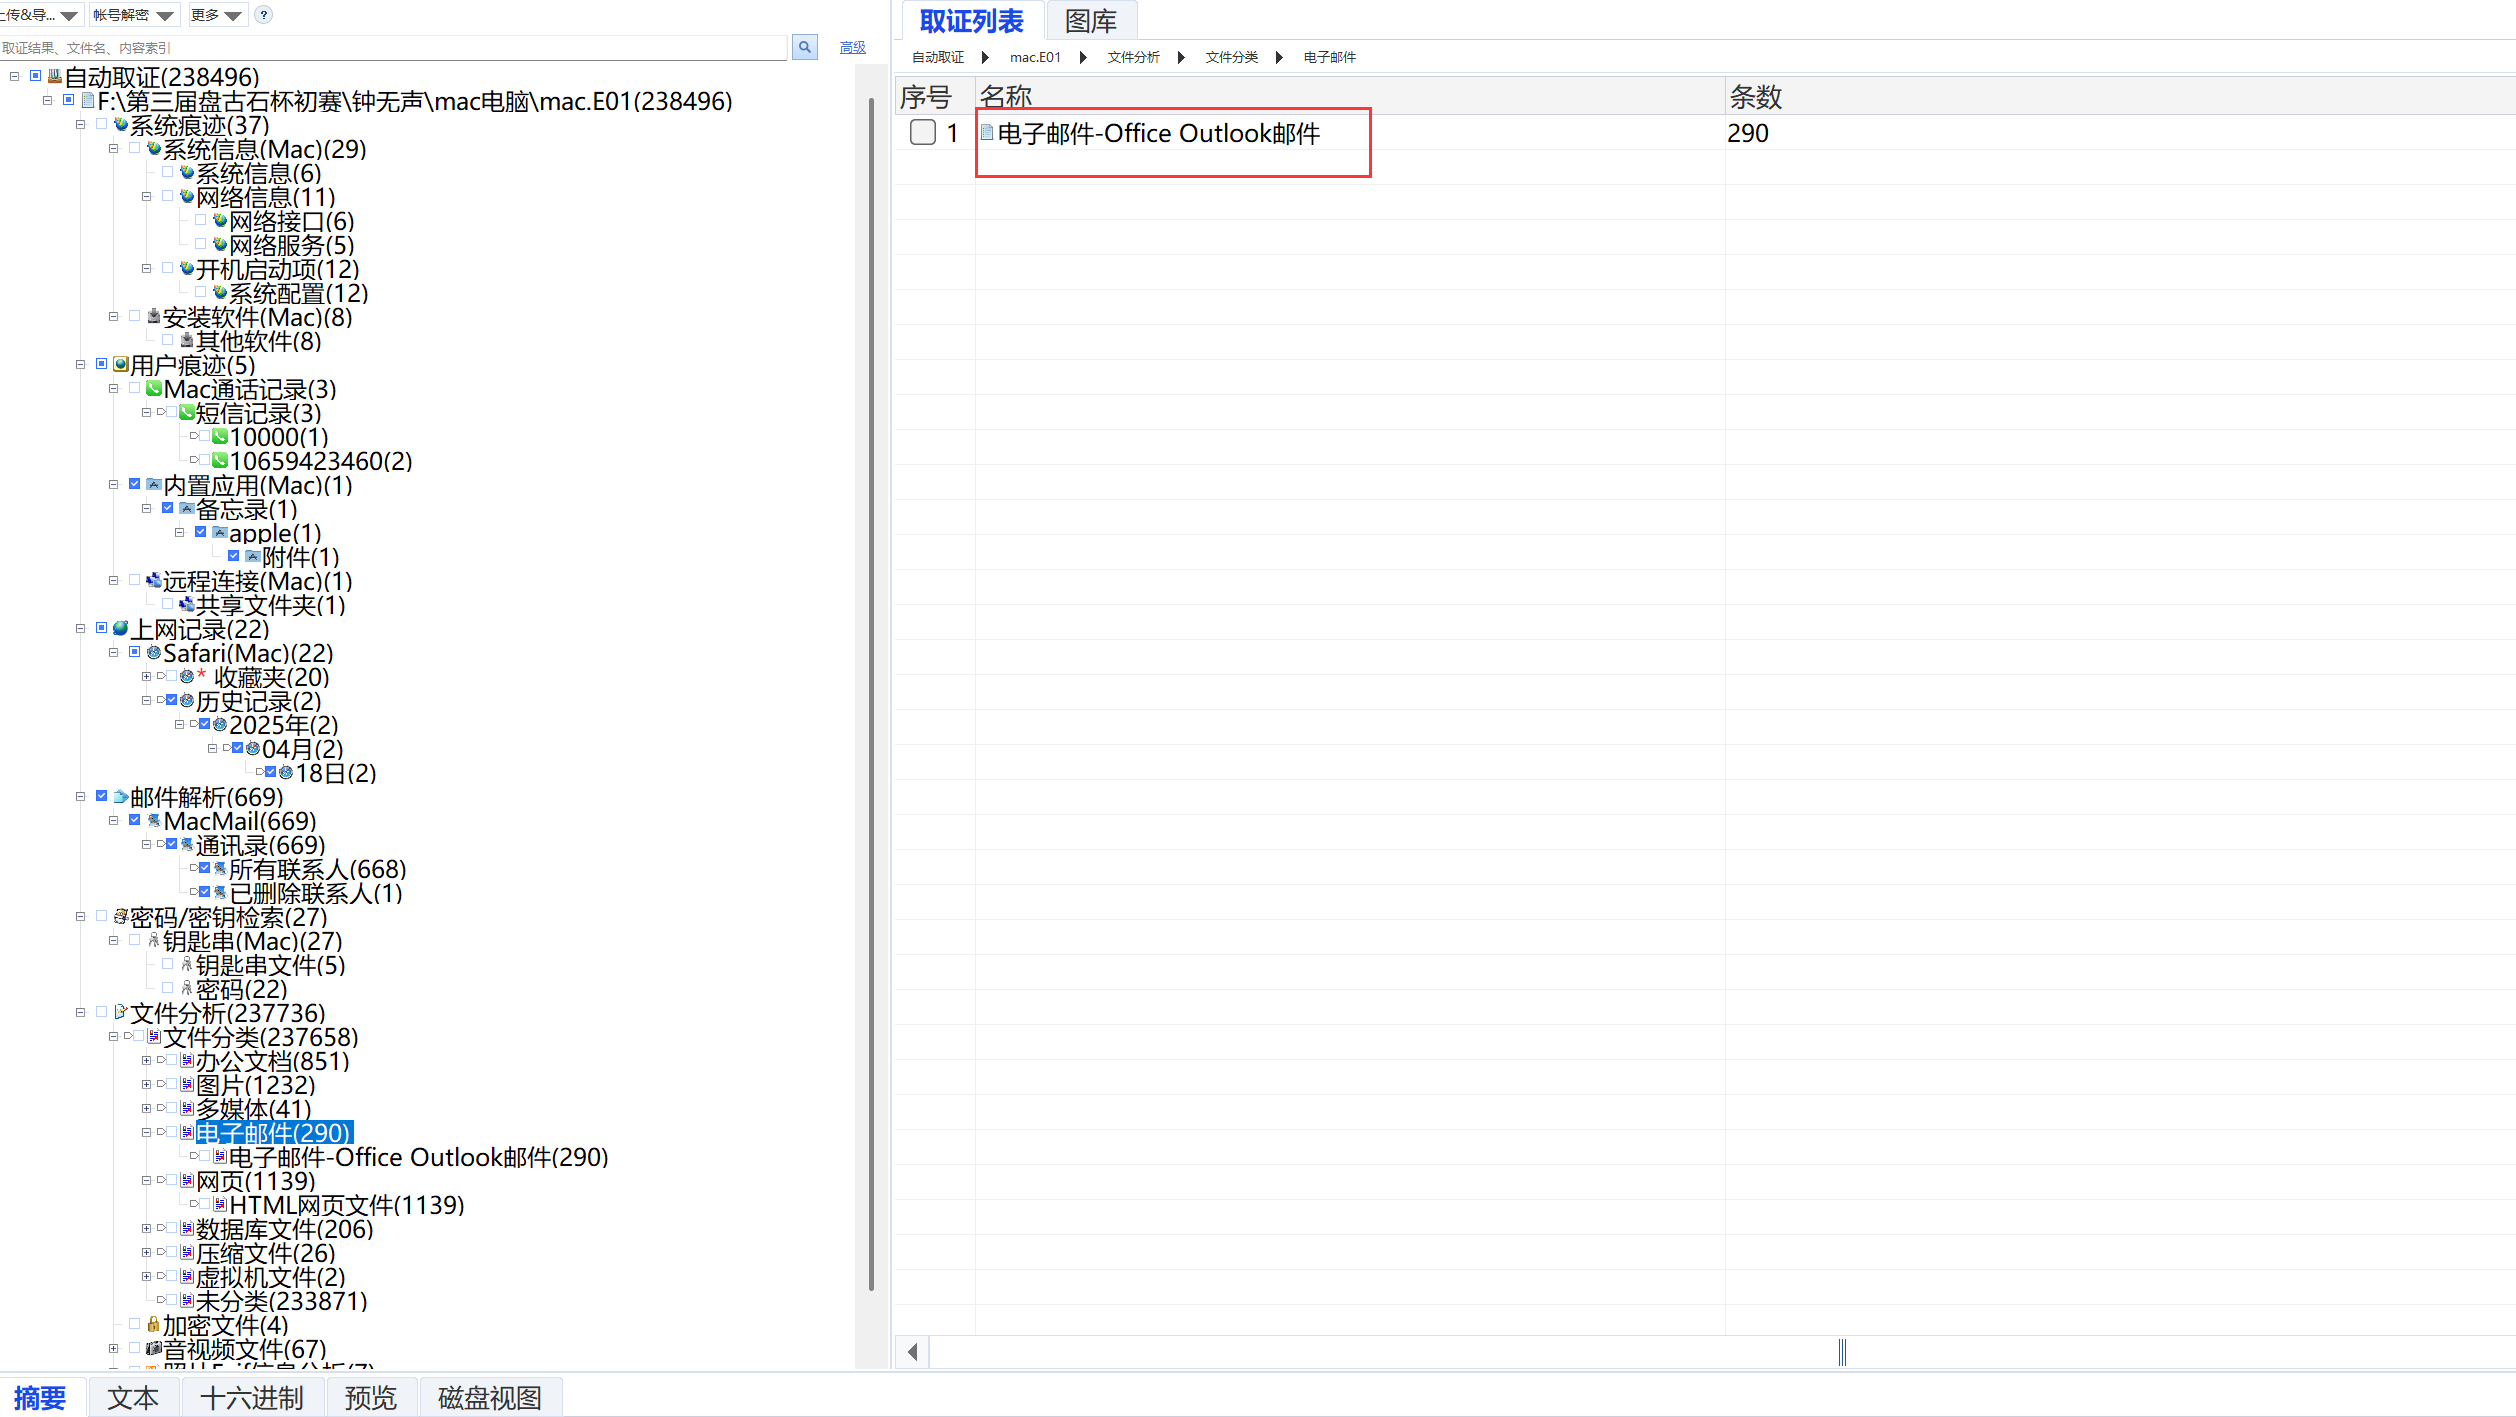 上传&导...
帐号解密
更多
?
取证结果、文件名、内容索引
高级
自动取证(238496)
F:\第三届盘古石杯初赛\钟无声\mac电脑\mac.E01(238496)
系统痕迹(37)
系统信息(Mac)(29)
系统信息(6)
网络信息(11)
网络接口(6)
网络服务(5)
开机启动项(12)
系统配置(12)
安装软件(Mac)(8)
其他软件(8)
用户痕迹(5)
Mac通话记录(3)
短信记录(3)
10000(1)
10659423460(2)
内置应用(Mac)(1)
备忘录(1)
apple(1)
附件(1)
远程连接(Mac)(1)
共享文件夹(1)
上网记录(22)
Safari(Mac)(22)
* 收藏夹(20)
历史记录(2)
2025年(2)
04月(2)
18日(2)
邮件解析(669)
MacMail(669)
通讯录(669)
所有联系人(668)
已删除联系人(1)
密码/密钥检索(27)
钥匙串(Mac)(27)
钥匙串文件(5)
密码(22)
文件分析(237736)
文件分类(237658)
办公文档(851)
图片(1232)
多媒体(41)
电子邮件(290)
电子邮件-Office Outlook邮件(290)
网页(1139)
HTML网页文件(1139)
数据库文件(206)
压缩文件(26)
虚拟机文件(2)
未分类(233871)
加密文件(4)
音视频文件(67)
照片Exif信息分析(7)
取证列表
图库
自动取证 mac.E01 文件分析 文件分类 电子邮件
序号 名称 条数
1 电子邮件-Office Outlook邮件 290
摘要 文本 十六进制 预览 磁盘视图